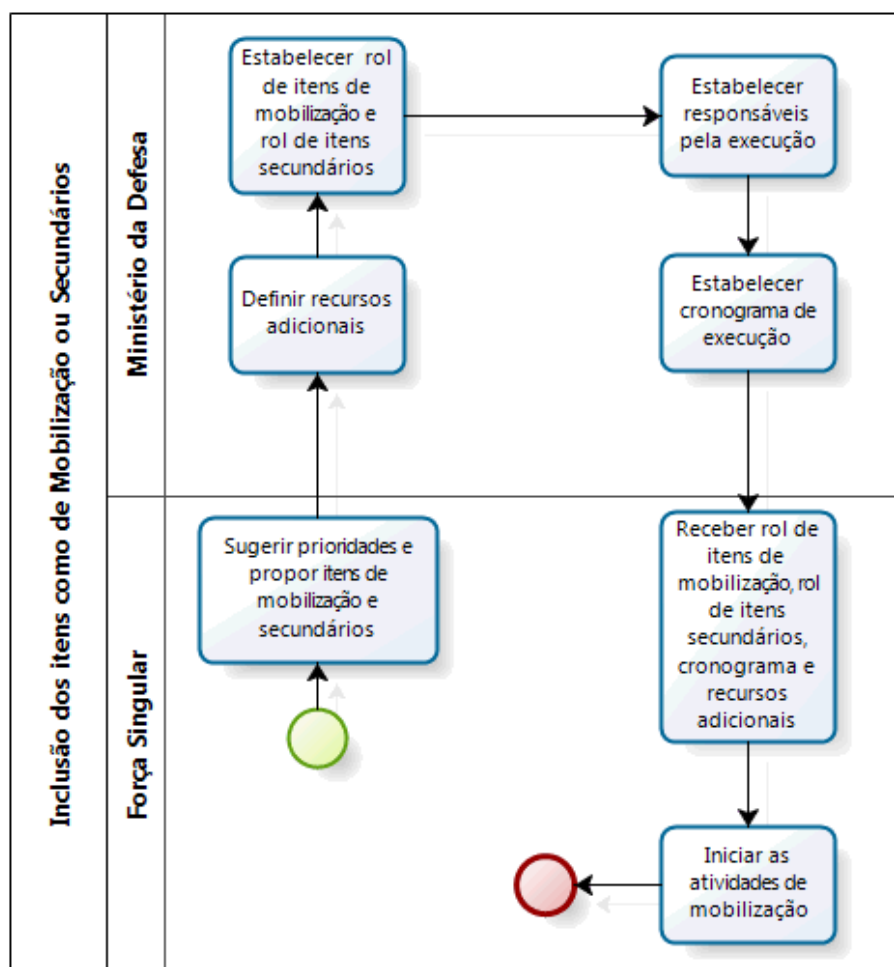 Inclusão dos itens como de Mobilização ou Secundários
Ministério da Defesa
Estabelecer rol
de itens de
mobilização e
rol de itens
secundários
Estabelecer
responsáveis
pela execução
Definir recursos
adicionais
Estabelecer
cronograma de
execução
Força Singular
Sugerir prioridades e
propor itens de
mobilização e
secundários
Receber rol de
itens de
mobilização, rol
de itens
secundários,
cronograma e
recursos
adicionais
Iniciar as
atividades de
mobilização